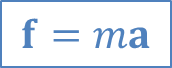 f = ma